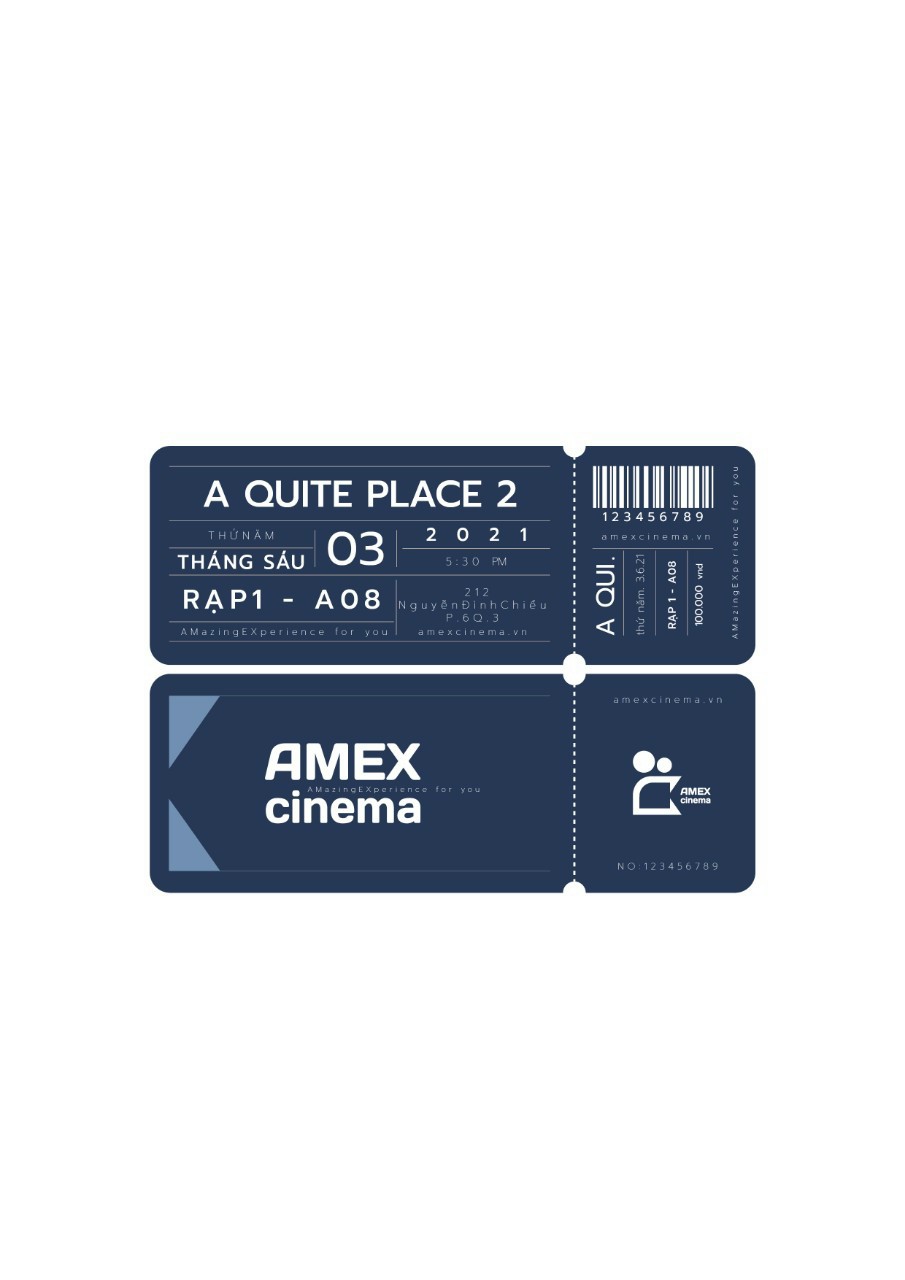 A QUITE PLACE 2
THỨ NĂM
THÁNG SÁU
03
2 0 2 1
5:30 PM
RẠP1 - A08
212
NguyễnĐìnhChiểu
P.6Q.3
AMazingEXperience for you
amexcinema.vn
123456789
amexcinema.vn
A QUI.
thứ năm. 3.6.21
RẠP 1 - A08
100.000 vnd
AMazingEXperience for you
AMEX
AMazingEXperience for you
cinema
amexcinema.vn
AMEX
cinema
NO:123456789